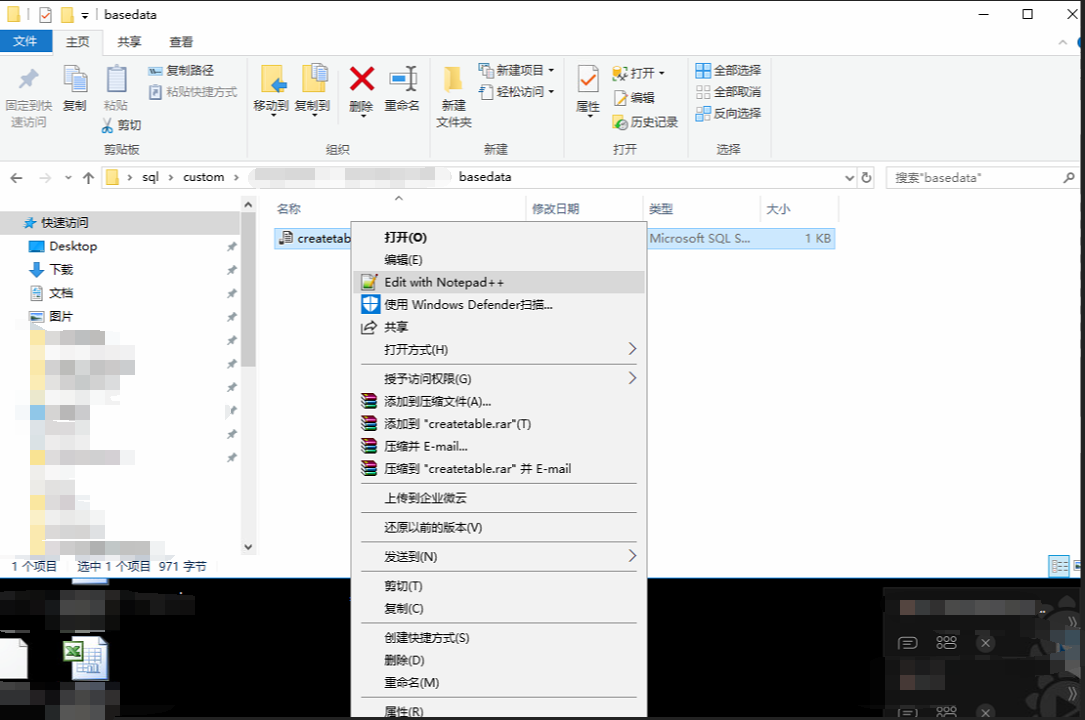 basedata
文件 主页 共享 查看
固定到快速访问
复制
粘贴
复制路径
粘贴快捷方式
剪切
剪贴板
移动到
复制到
删除
重命名
组织
新建文件夹
新建项目
轻松访问
新建
属性
打开
编辑
历史记录
打开
全部选择
全部取消
反向选择
选择
sql custom basedata
搜索"basedata"
名称 修改日期 类型 大小
createtab Microsoft SQL S... 1 KB
快速访问
Desktop
下载
文档
图片
1 个项目 选中 1 个项目 971 字节
打开(O)
编辑(E)
Edit with Notepad++
使用 Windows Defender扫描...
共享
打开方式(H)
授予访问权限(G)
添加到压缩文件(A)...
添加到 "createtable.rar"(T)
压缩并 E-mail...
压缩到 "createtable.rar" 并 E-mail
上传到企业微云
还原以前的版本(V)
发送到(N)
剪切(T)
复制(C)
创建快捷方式(S)
删除(D)
重命名(M)
属性(R)